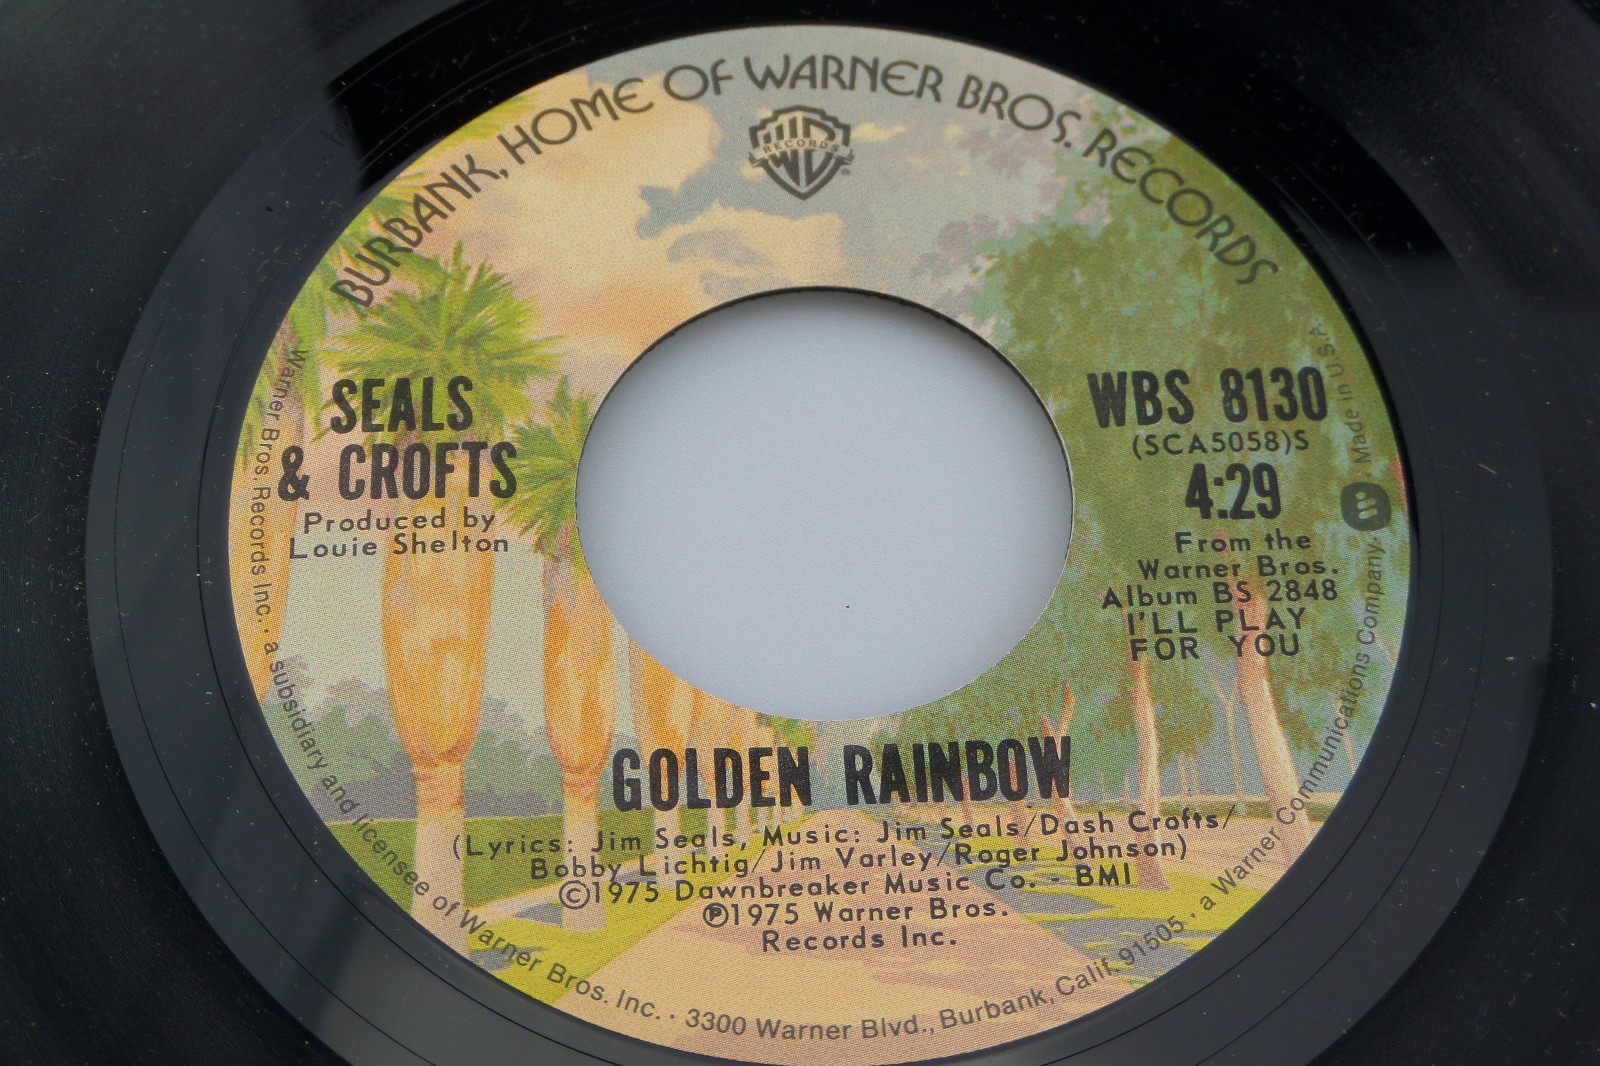 BURBANK, HOME OF WARNER BROS. RECORDS
RECORDS
SEALS
& CROFTS
Produced by
Louie Shelton
WBS 8130
(SCA5058)S
4:29
From the
Warner Bros.
Album BS 2848
I'LL PLAY
FOR YOU
GOLDEN RAINBOW
(Lyrics: Jim Seals, Music: Jim Seals/Dash Crofts/
Bobby Lichtig/Jim Varley/Roger Johnson)
©1975 Dawnbreaker Music Co. - BMI
℗1975 Warner Bros.
Records Inc.
Warner Bros. Records Inc. · a subsidiary and licensee of Warner Bros. Inc. · 3300 Warner Blvd., Burbank, Calif. 91505 · a Warner Communications Company. · Made in U.S.A.